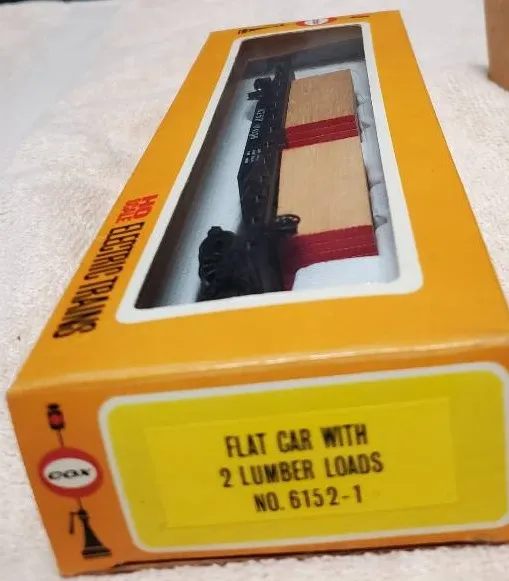 HO
SCALE
ELECTRIC TRAINS
COX
FLAT CAR WITH
2 LUMBER LOADS
NO. 6152-1